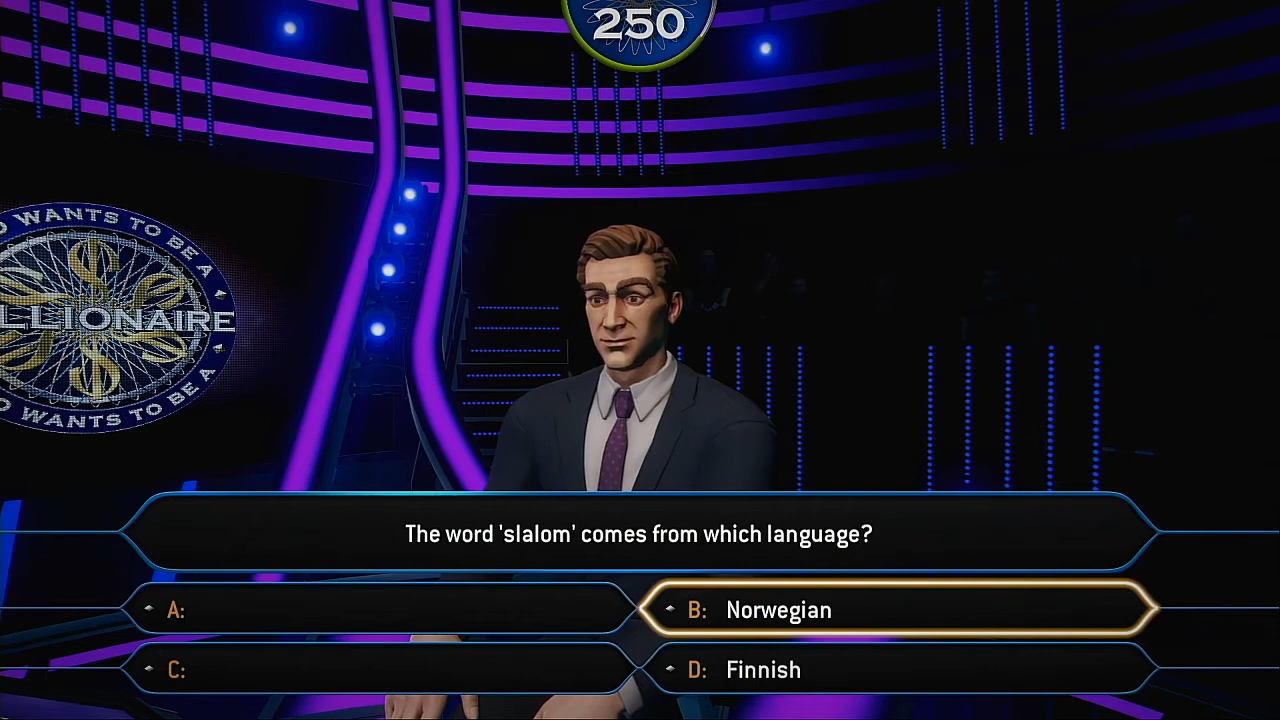 250
WANTS TO BE A
LLIONAIRE
WANTS TO BE A
The word 'slalom' comes from which language?
A:
B: Norwegian
C:
D: Finnish